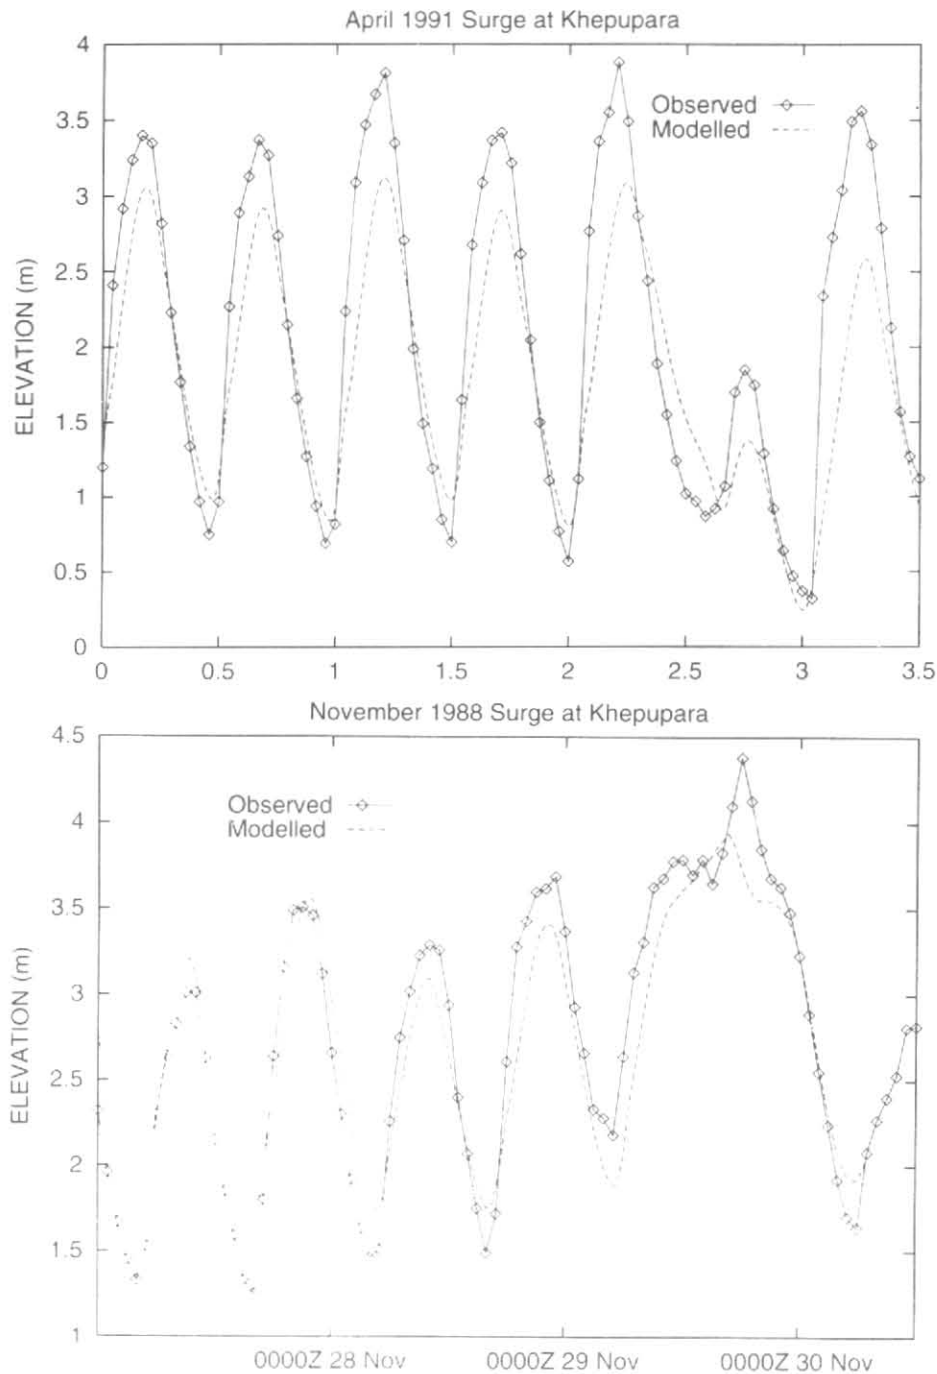 April 1991 Surge at Khepupara
4
3.5
3
2.5
2
1.5
1
0.5
0
ELEVATION (m)
Observed
Modelled
0 0.5 1 1.5 2 2.5 3 3.5
November 1988 Surge at Khepupara
4.5
4
3.5
3
2.5
2
1.5
1
ELEVATION (m)
Observed
Modelled
0000Z 28 Nov 0000Z 29 Nov 0000Z 30 Nov